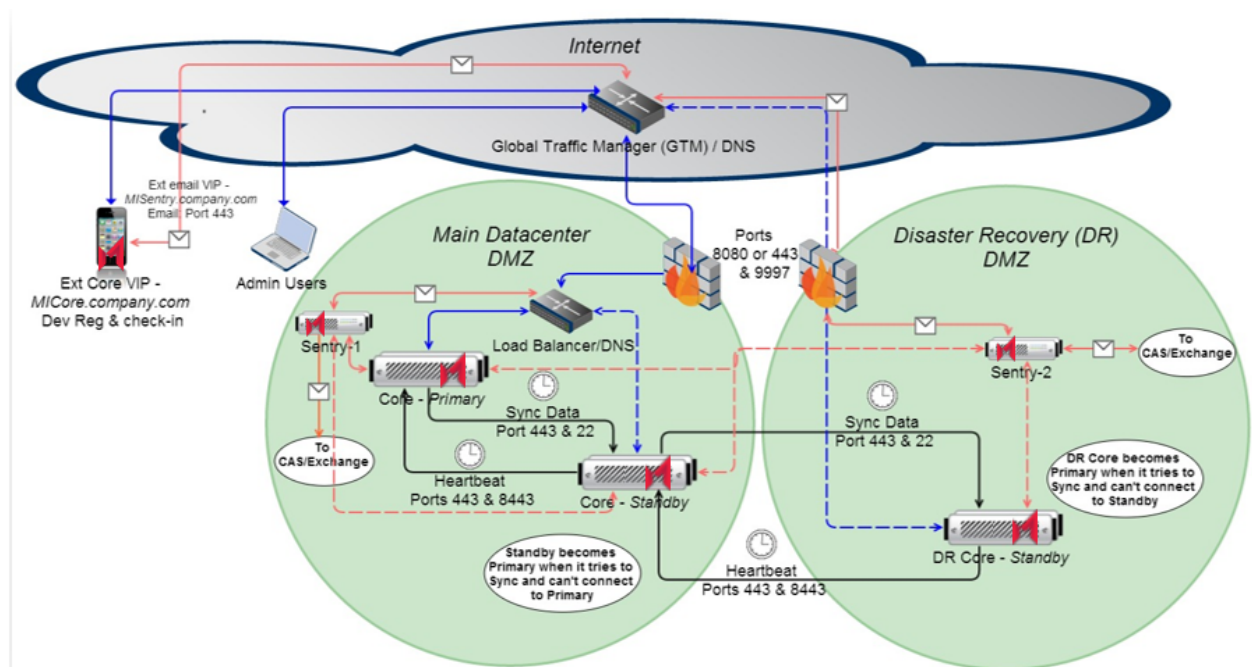 Internet
Global Traffic Manager (GTM) / DNS
Ext email VIP -
MISentry.company.com
Email: Port 443
Ext Core VIP -
MICore.company.com
Dev Reg & check-in
Admin Users
Main Datacenter
DMZ
Ports
8080 or 443
& 9997
Disaster Recovery (DR)
DMZ
Sentry-1
Load Balancer/DNS
Core - Primary
Sync Data
Port 443 & 22
To
CAS/Exchange
Heartbeat
Ports 443 & 8443
Core - Standby
Standby becomes
Primary when it tries to
Sync and can't connect
to Primary
Sentry-2
To
CAS/Exchange
Sync Data
Port 443 & 22
DR Core becomes
Primary when it tries to
Sync and can't connect
to Standby
DR Core - Standby
Heartbeat
Ports 443 & 8443